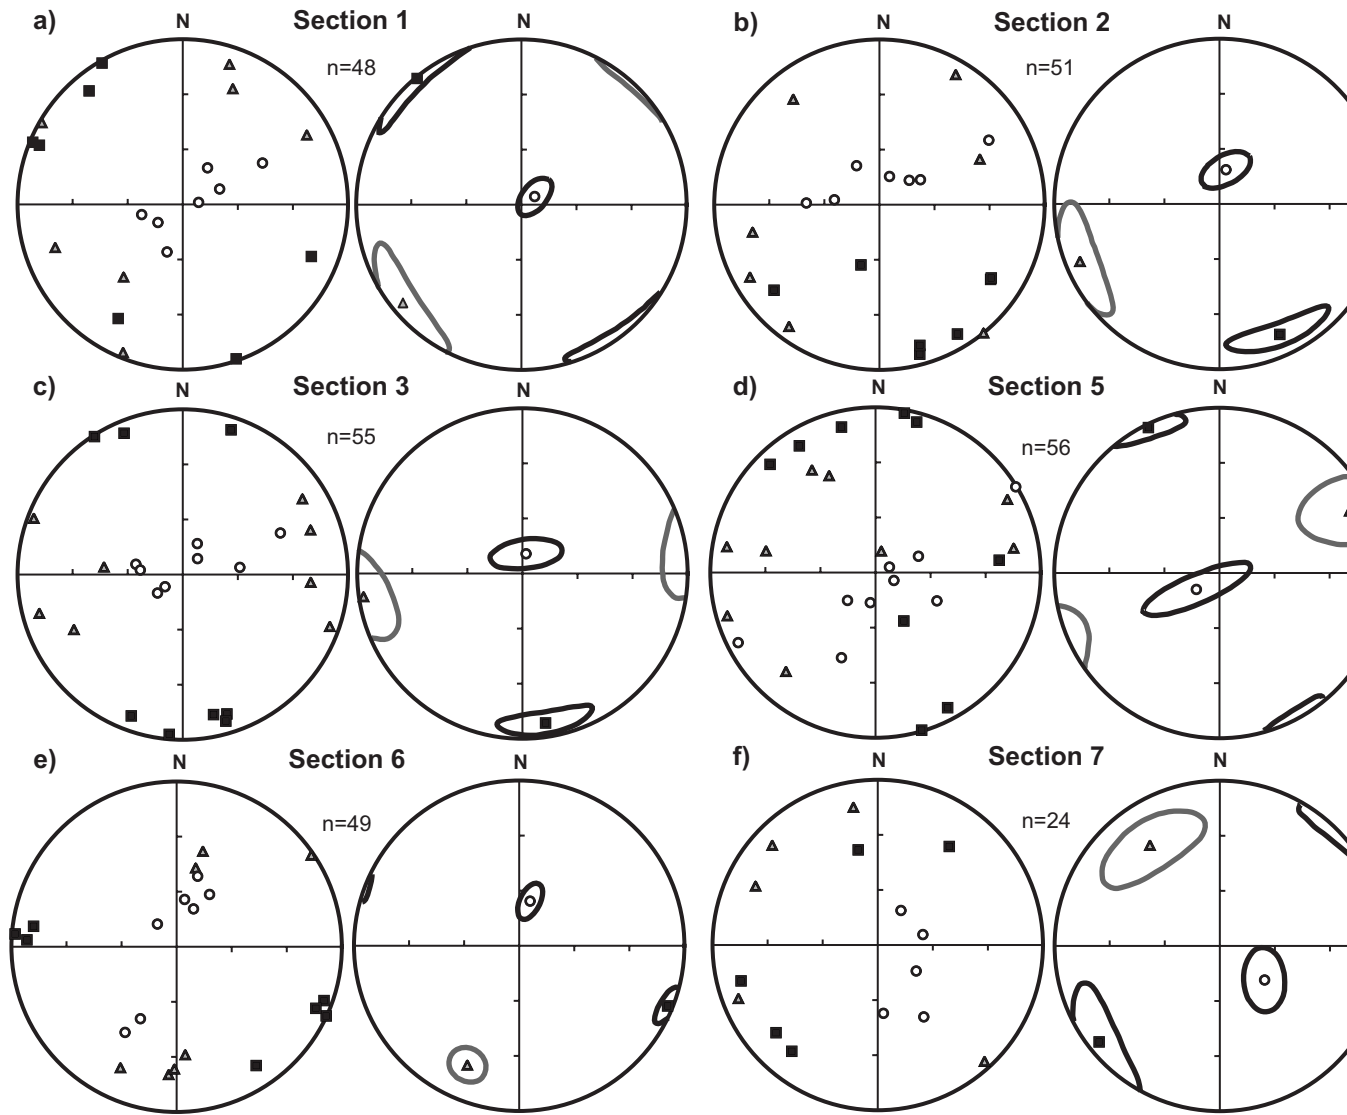 a) Section 1
N
n=48
N
b) Section 2
N
n=51
N
c) Section 3
N
n=55
N
d) Section 5
N
n=56
N
e) Section 6
N
n=49
N
f) Section 7
N
n=24
N